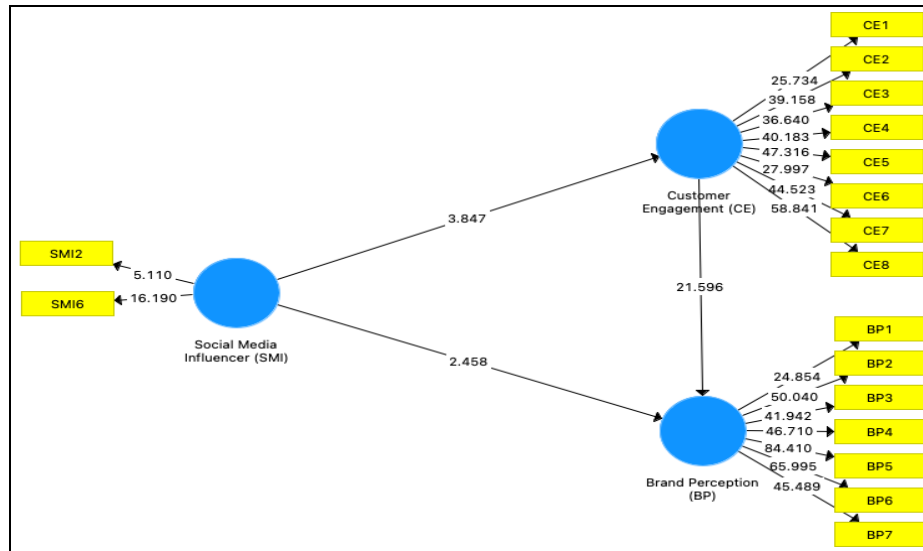 CE1
CE2
25.734
CE3
39.158
36.640
CE4
40.183
47.316
CE5
27.997
CE6
44.523
58.841
CE7
CE8
Customer
Engagement (CE)
3.847
SMI2
5.110
SMI6
16.190
21.596
Social Media
Influencer (SMI)
2.458
BP1
BP2
24.854
BP3
50.040
41.942
BP4
46.710
84.410
BP5
65.995
45.489
BP6
BP7
Brand Perception
(BP)